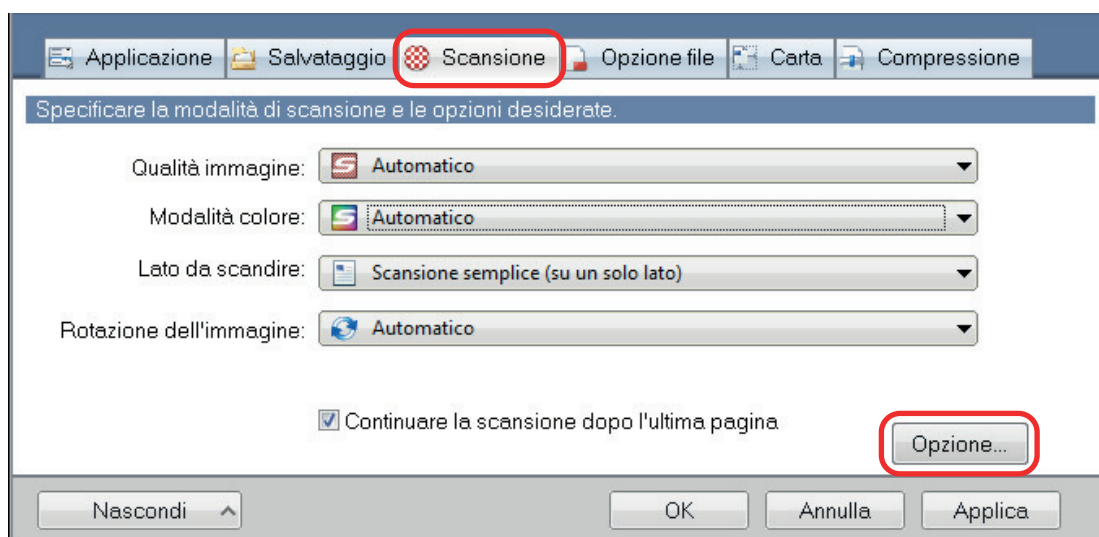 Applicazione Salvataggio Scansione Opzione file Carta Compressione
Specificare la modalità di scansione e le opzioni desiderate.
Qualità immagine: Automatico
Modalità colore: Automatico
Lato da scandire: Scansione semplice (su un solo lato)
Rotazione dell'immagine: Automatico
Continuare la scansione dopo l'ultima pagina
Opzione...
Nascondi OK Annulla Applica